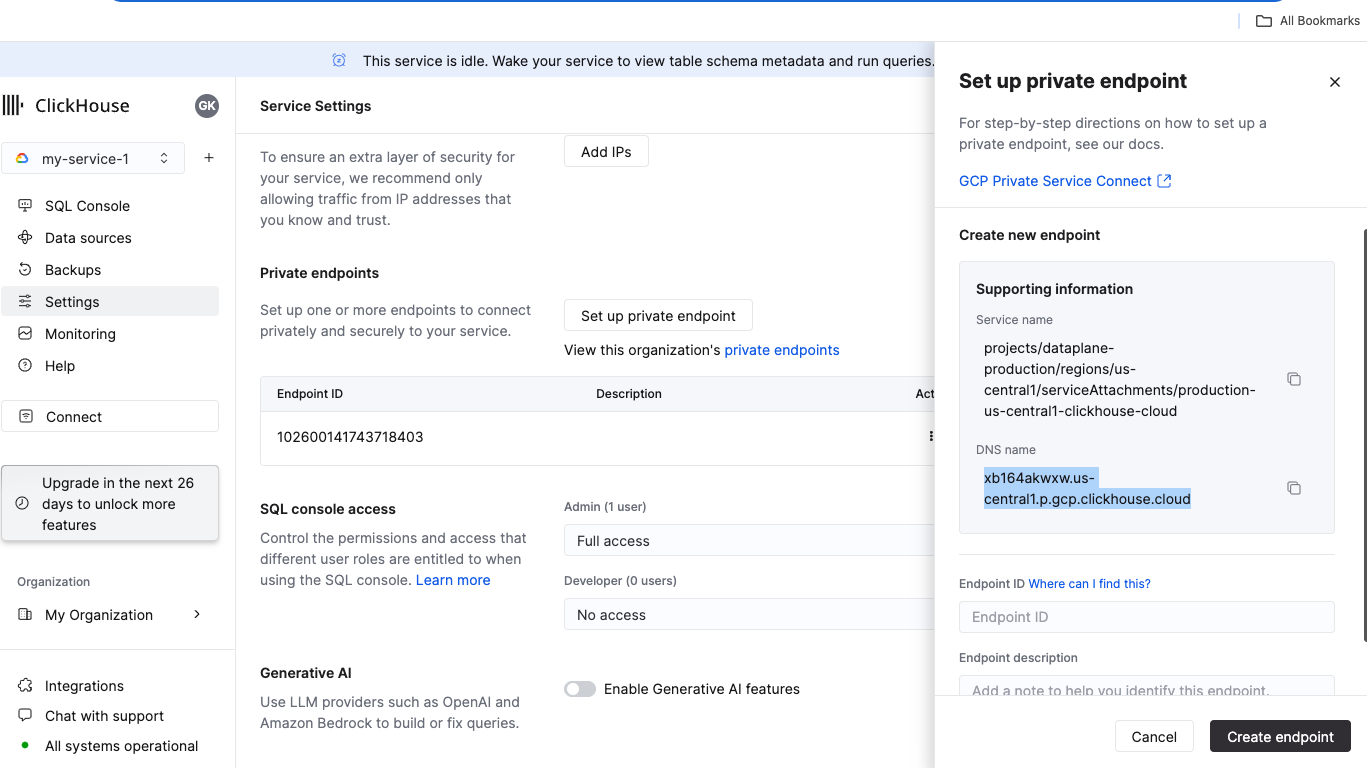 All Bookmarks
This service is idle. Wake your service to view table schema metadata and run queries.
ClickHouse
GK
my-service-1
+
SQL Console
Data sources
Backups
Settings
Monitoring
Help
Connect
Upgrade in the next 26
days to unlock more
features
Organization
My Organization
Integrations
Chat with support
All systems operational
Service Settings
To ensure an extra layer of security for
your service, we recommend only
allowing traffic from IP addresses that
you know and trust.
Add IPs
Private endpoints
Set up one or more endpoints to connect
privately and securely to your service.
Set up private endpoint
View this organization's private endpoints
Endpoint ID Description Act
102600141743718403
SQL console access
Control the permissions and access that
different user roles are entitled to when
using the SQL console. Learn more
Admin (1 user)
Full access
Developer (0 users)
No access
Generative AI
Use LLM providers such as OpenAI and
Amazon Bedrock to build or fix queries.
Enable Generative AI features
Set up private endpoint
For step-by-step directions on how to set up a
private endpoint, see our docs.
GCP Private Service Connect
Create new endpoint
Supporting information
Service name
projects/dataplane-
production/regions/us-
central1/serviceAttachments/production-
us-central1-clickhouse-cloud
DNS name
xb164akwxw.us-
central1.p.gcp.clickhouse.cloud
Endpoint ID Where can I find this?
Endpoint ID
Endpoint description
Add a note to help you identify this endpoint.
Cancel
Create endpoint